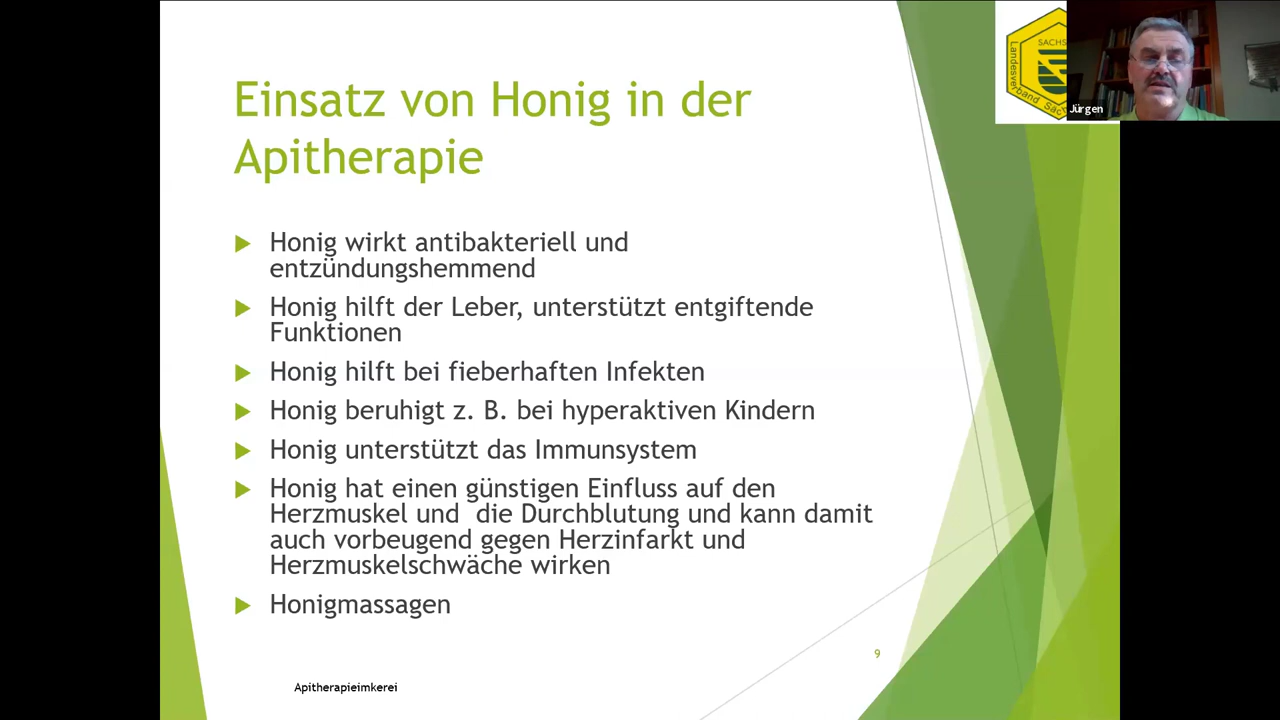 Einsatz von Honig in der
Apitherapie
Honig wirkt antibakteriell und
entzündungshemmend
Honig hilft der Leber, unterstützt entgiftende
Funktionen
Honig hilft bei fieberhaften Infekten
Honig beruhigt z. B. bei hyperaktiven Kindern
Honig unterstützt das Immunsystem
Honig hat einen günstigen Einfluss auf den
Herzmuskel und  die Durchblutung und kann damit
auch vorbeugend gegen Herzinfarkt und
Herzmuskelschwäche wirken
Honigmassagen
9
Apitherapieimkerei
Landesverband
Jürgen